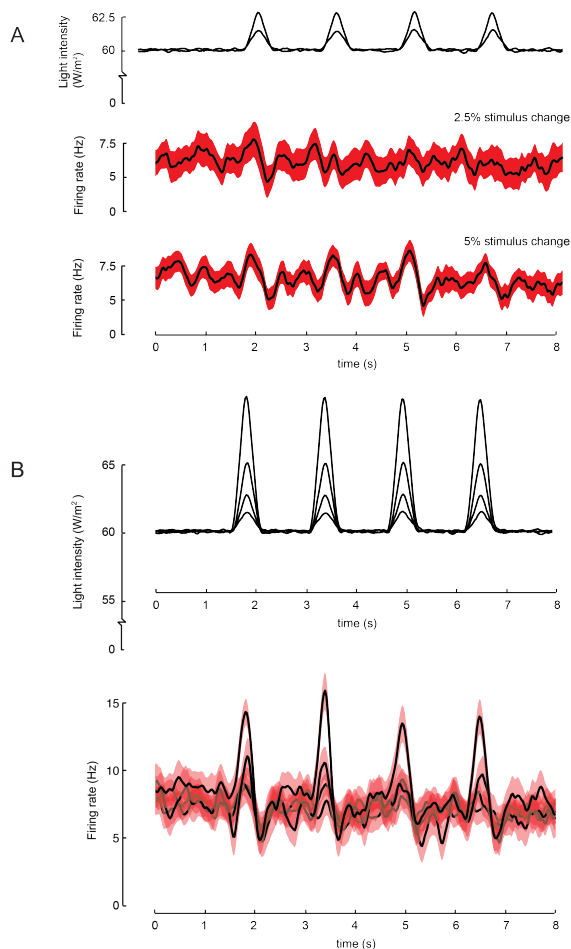 A
Light intensity
(W/m²)
62.5
60
0
2.5% stimulus change
Firing rate (Hz)
7.5
5
0
5% stimulus change
Firing rate (Hz)
7.5
5
0
0 1 2 3 4 5 6 7 8
time (s)
B
Light intensity (W/m²)
65
60
55
0
0 1 2 3 4 5 6 7 8
time (s)
Firing rate (Hz)
15
10
5
0
0 1 2 3 4 5 6 7 8
time (s)